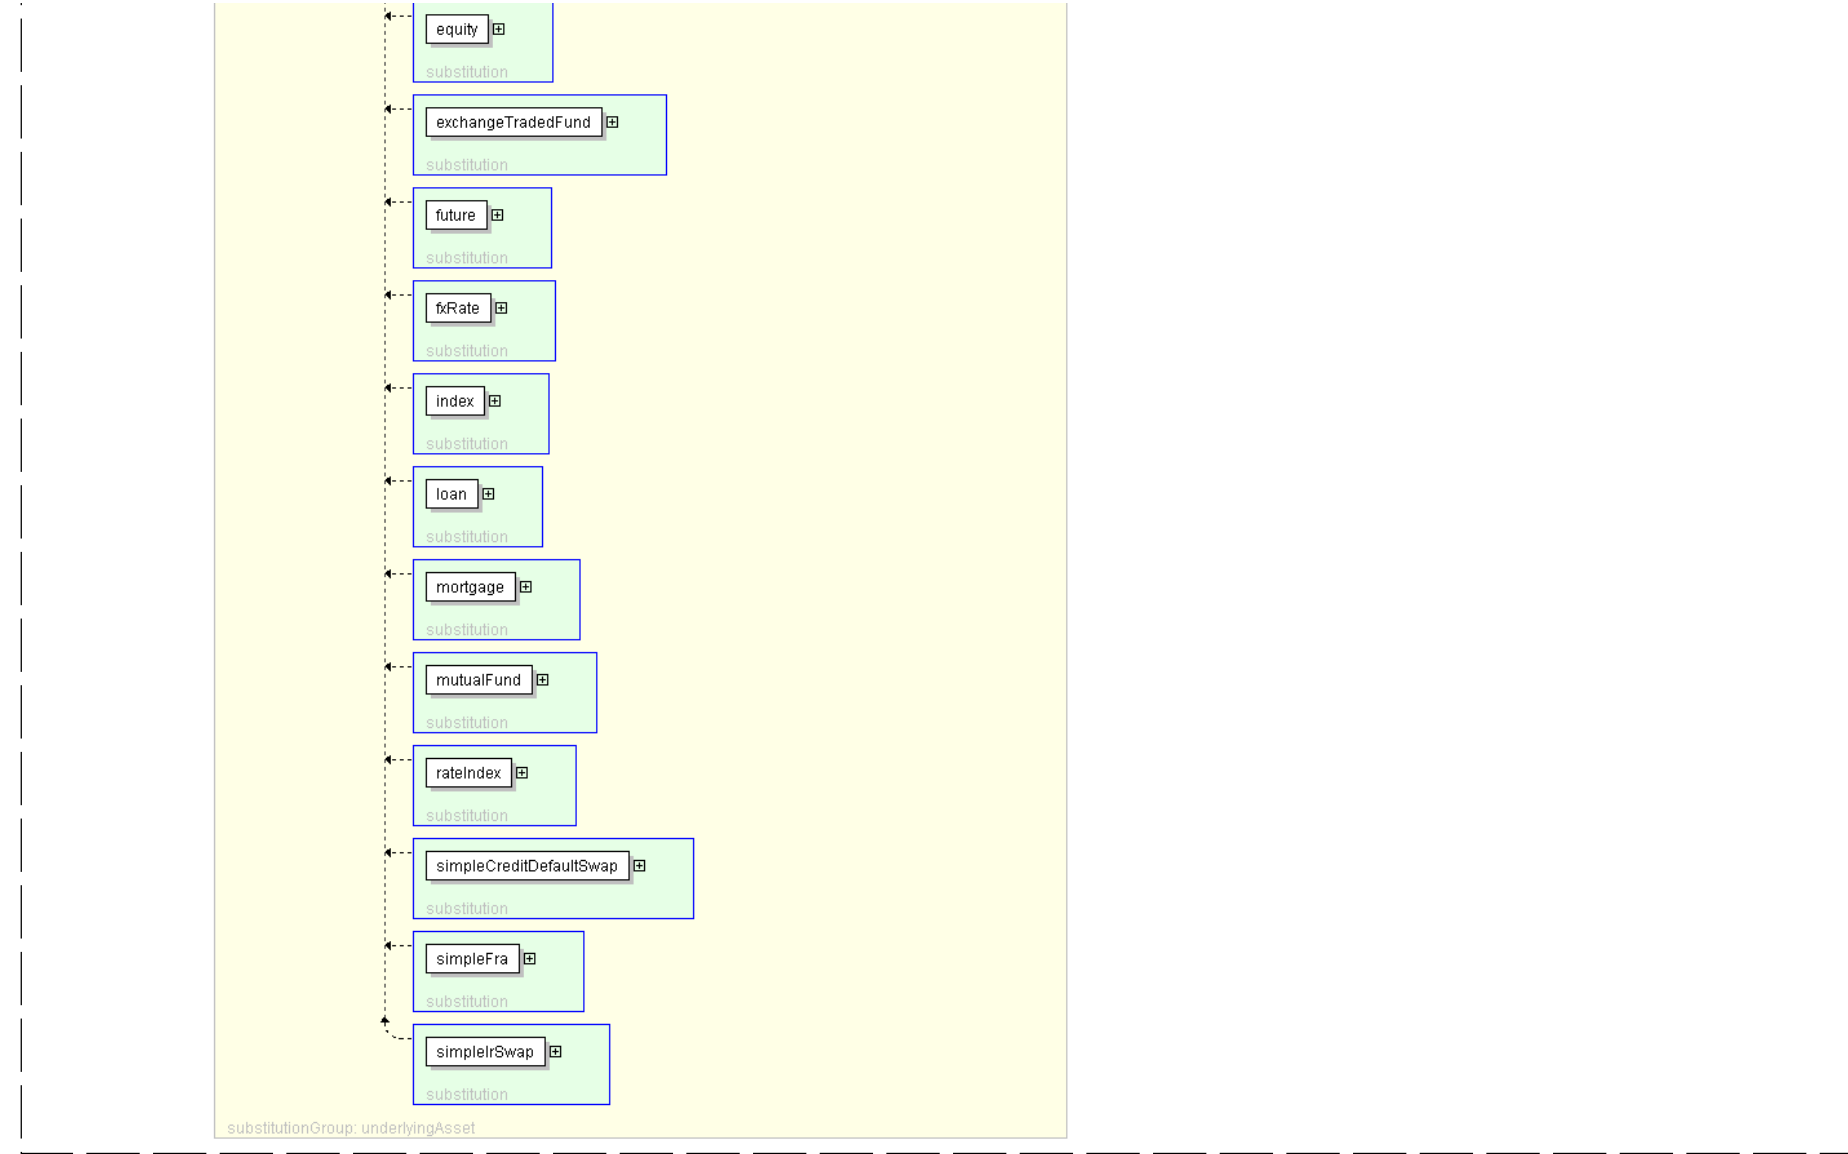 equity
substitution
exchangeTradedFund
substitution
future
substitution
fxRate
substitution
index
substitution
loan
substitution
mortgage
substitution
mutualFund
substitution
rateIndex
substitution
simpleCreditDefaultSwap
substitution
simpleFra
substitution
simpleIrSwap
substitution
substitutionGroup: underlyingAsset